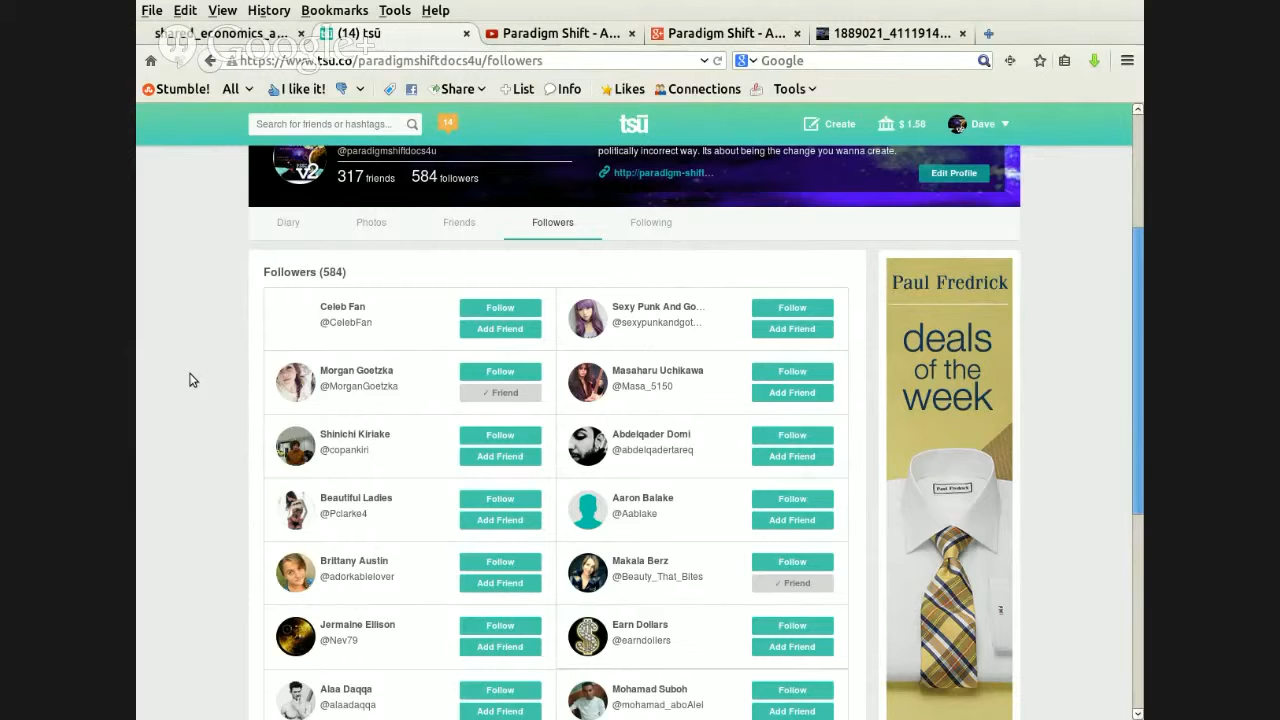 File Edit View History Bookmarks Tools Help
shared_economics_a... × (14) tsū × Paradigm Shift - A... × Paradigm Shift - A... × 1889021_4111914... ×
Google+
https://www.tsu.co/paradigmshiftdocs4u/followers Google
Stumble! All I like it! Share List Info Likes Connections Tools
Search for friends or hashtags... 14 tsū Create $ 1.58 Dave
@paradigmshiftdocs4u
politically incorrect way. Its about being the change you wanna create.
v2
317 friends 584 followers
http://paradigm-shift... Edit Profile
Diary Photos Friends Followers Following
Followers (584)
Celeb Fan
@CelebFan
Follow
Add Friend
Sexy Punk And Go...
@sexypunkandgot...
Follow
Add Friend
Morgan Goetzka
@MorganGoetzka
Follow
✓ Friend
Masaharu Uchikawa
@Masa_5150
Follow
Add Friend
Shinichi Kiriake
@copankiri
Follow
Add Friend
Abdelqader Domi
@abdelqadertareq
Follow
Add Friend
Beautiful Ladies
@Pclarke4
Follow
Add Friend
Aaron Balake
@Aablake
Follow
Add Friend
Brittany Austin
@adorkablelover
Follow
Add Friend
Makala Berz
@Beauty_That_Bites
Follow
✓ Friend
Jermaine Ellison
@Nev79
Follow
Add Friend
Earn Dollars
@earndollers
Follow
Add Friend
Alaa Daqqa
@alaadaqqa
Follow
Add Friend
Mohamad Suboh
@mohamad_aboAlel
Follow
Add Friend
Paul Fredrick
deals
of the
week
Paul Fredrick